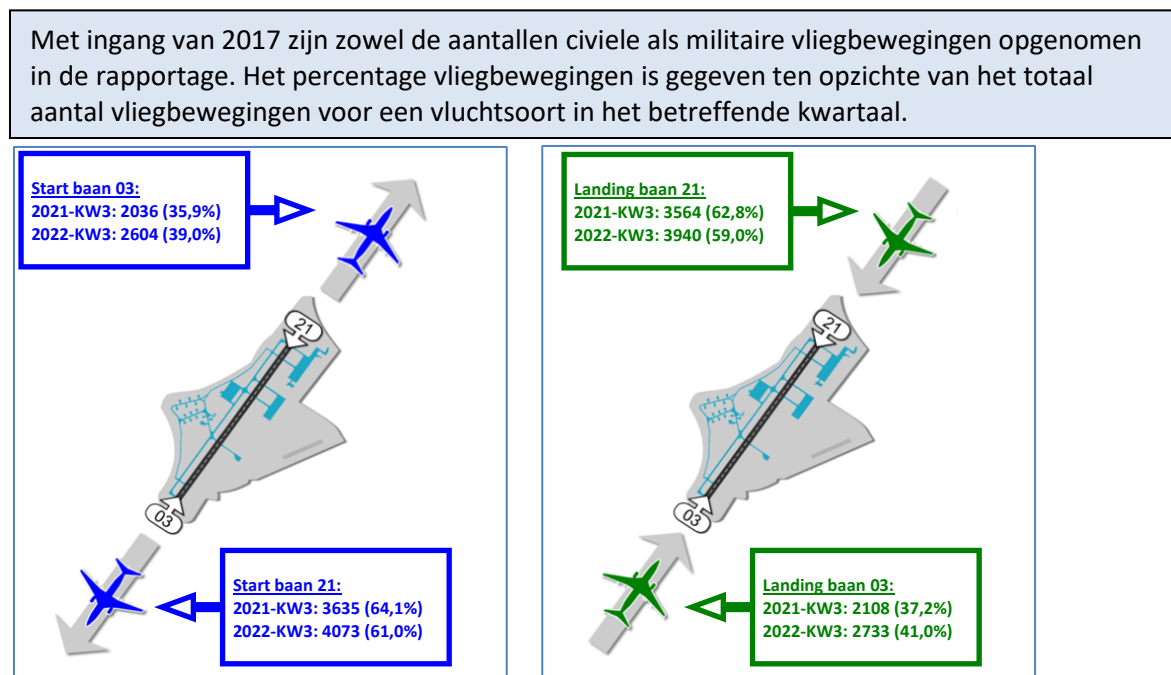 Met ingang van 2017 zijn zowel de aantallen civiele als militaire vliegbewegingen opgenomen
in de rapportage. Het percentage vliegbewegingen is gegeven ten opzichte van het totaal
aantal vliegbewegingen voor een vluchtsoort in het betreffende kwartaal.
Start baan 03:
2021-KW3: 2036 (35,9%)
2022-KW3: 2604 (39,0%)
21
03
Start baan 21:
2021-KW3: 3635 (64,1%)
2022-KW3: 4073 (61,0%)
Landing baan 21:
2021-KW3: 3564 (62,8%)
2022-KW3: 3940 (59,0%)
21
03
Landing baan 03:
2021-KW3: 2108 (37,2%)
2022-KW3: 2733 (41,0%)